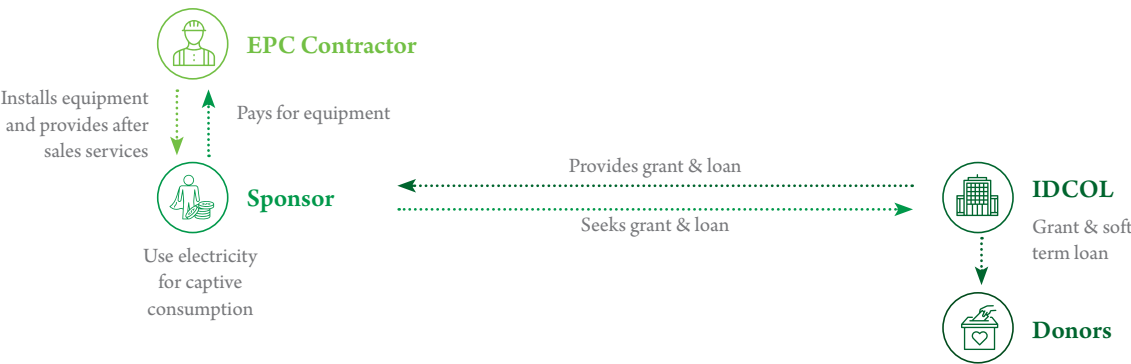 EPC Contractor
Installs equipment
and provides after
sales services
Pays for equipment
Sponsor
Use electricity
for captive
consumption
Provides grant & loan
Seeks grant & loan
IDCOL
Grant & soft
term loan
Donors